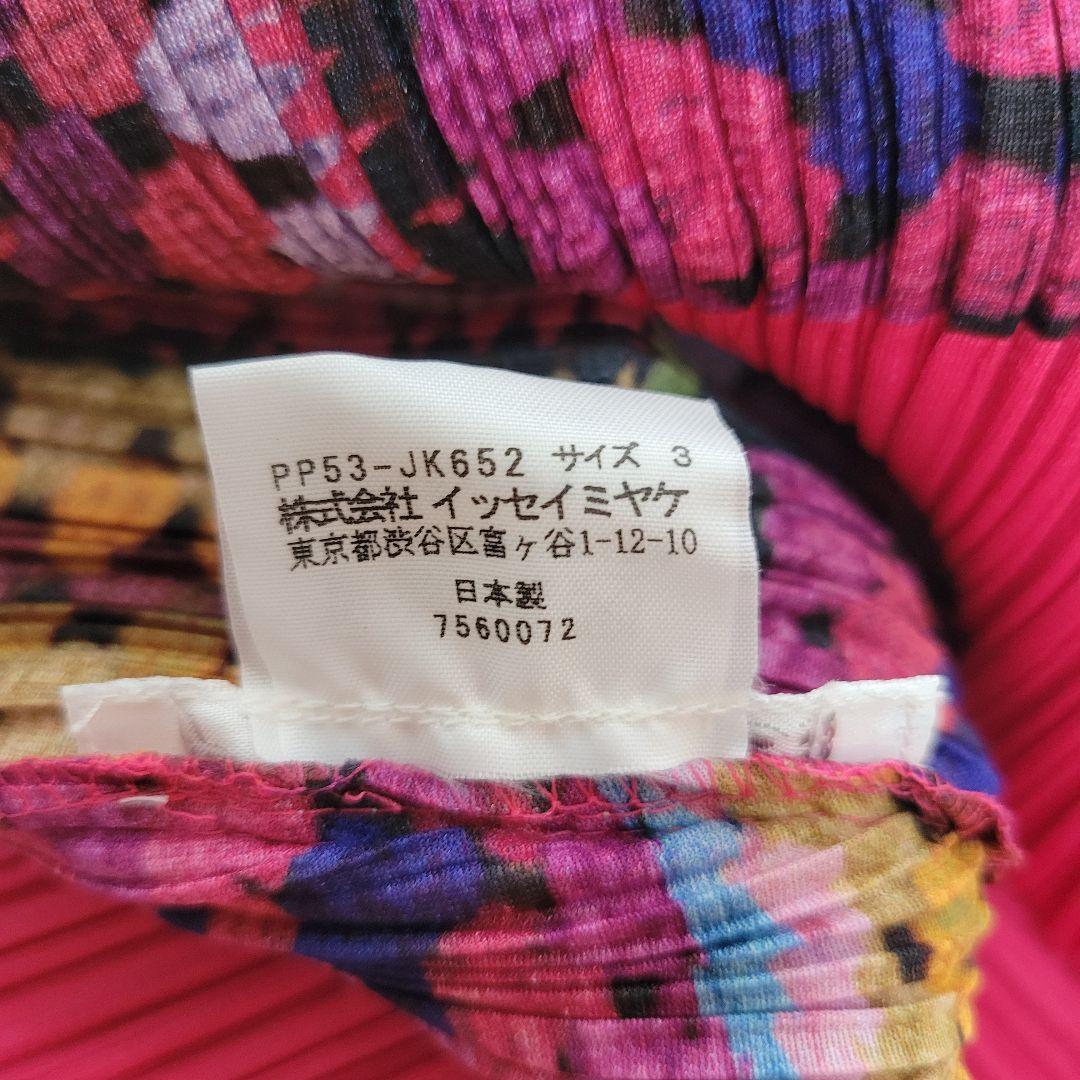 PP53-JK652 サイズ 3
株式会社 イッセイミヤケ
東京都渋谷区富ヶ谷1-12-10
日本製
7560072